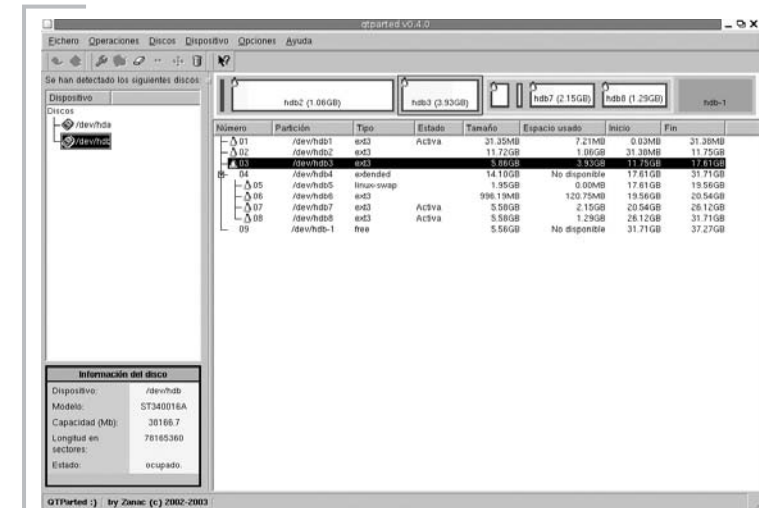 qtparted v0.4.0
Fichero Operaciones Discos Dispositivo Opciones Ayuda
Se han detectado los siguientes discos:
Dispositivo
Discos
/dev/hda
/dev/hdb
hdb2 (1.06GB) hdb3 (3.93GB) hdb7 (2.15GB) hdb8 (1.29GB) hdb-1
Número Partición Tipo Estado Tamaño Espacio usado Inicio Fin
01 /dev/hdb1 ext3 Activa 31.35MB 7.21MB 0.03MB 31.38MB
02 /dev/hdb2 ext3 11.72GB 1.06GB 31.38MB 11.75GB
03 /dev/hdb3 ext3 5.86GB 3.93GB 11.75GB 17.61GB
04 /dev/hdb4 extended 14.10GB No disponible 17.61GB 31.71GB
05 /dev/hdb5 linux-swap 1.95GB 0.00MB 17.61GB 19.56GB
06 /dev/hdb6 ext3 996.19MB 120.75MB 19.56GB 20.54GB
07 /dev/hdb7 ext3 Activa 5.58GB 2.15GB 20.54GB 26.12GB
08 /dev/hdb8 ext3 Activa 5.58GB 1.29GB 26.12GB 31.71GB
09 /dev/hdb-1 free 5.56GB No disponible 31.71GB 37.27GB
Información del disco
Dispositivo: /dev/hdb
Modelo: ST340016A
Capacidad (Mb): 38166.7
Longitud en sectores: 78165360
Estado: ocupado.
QTParted :) by Zanac (c) 2002-2003